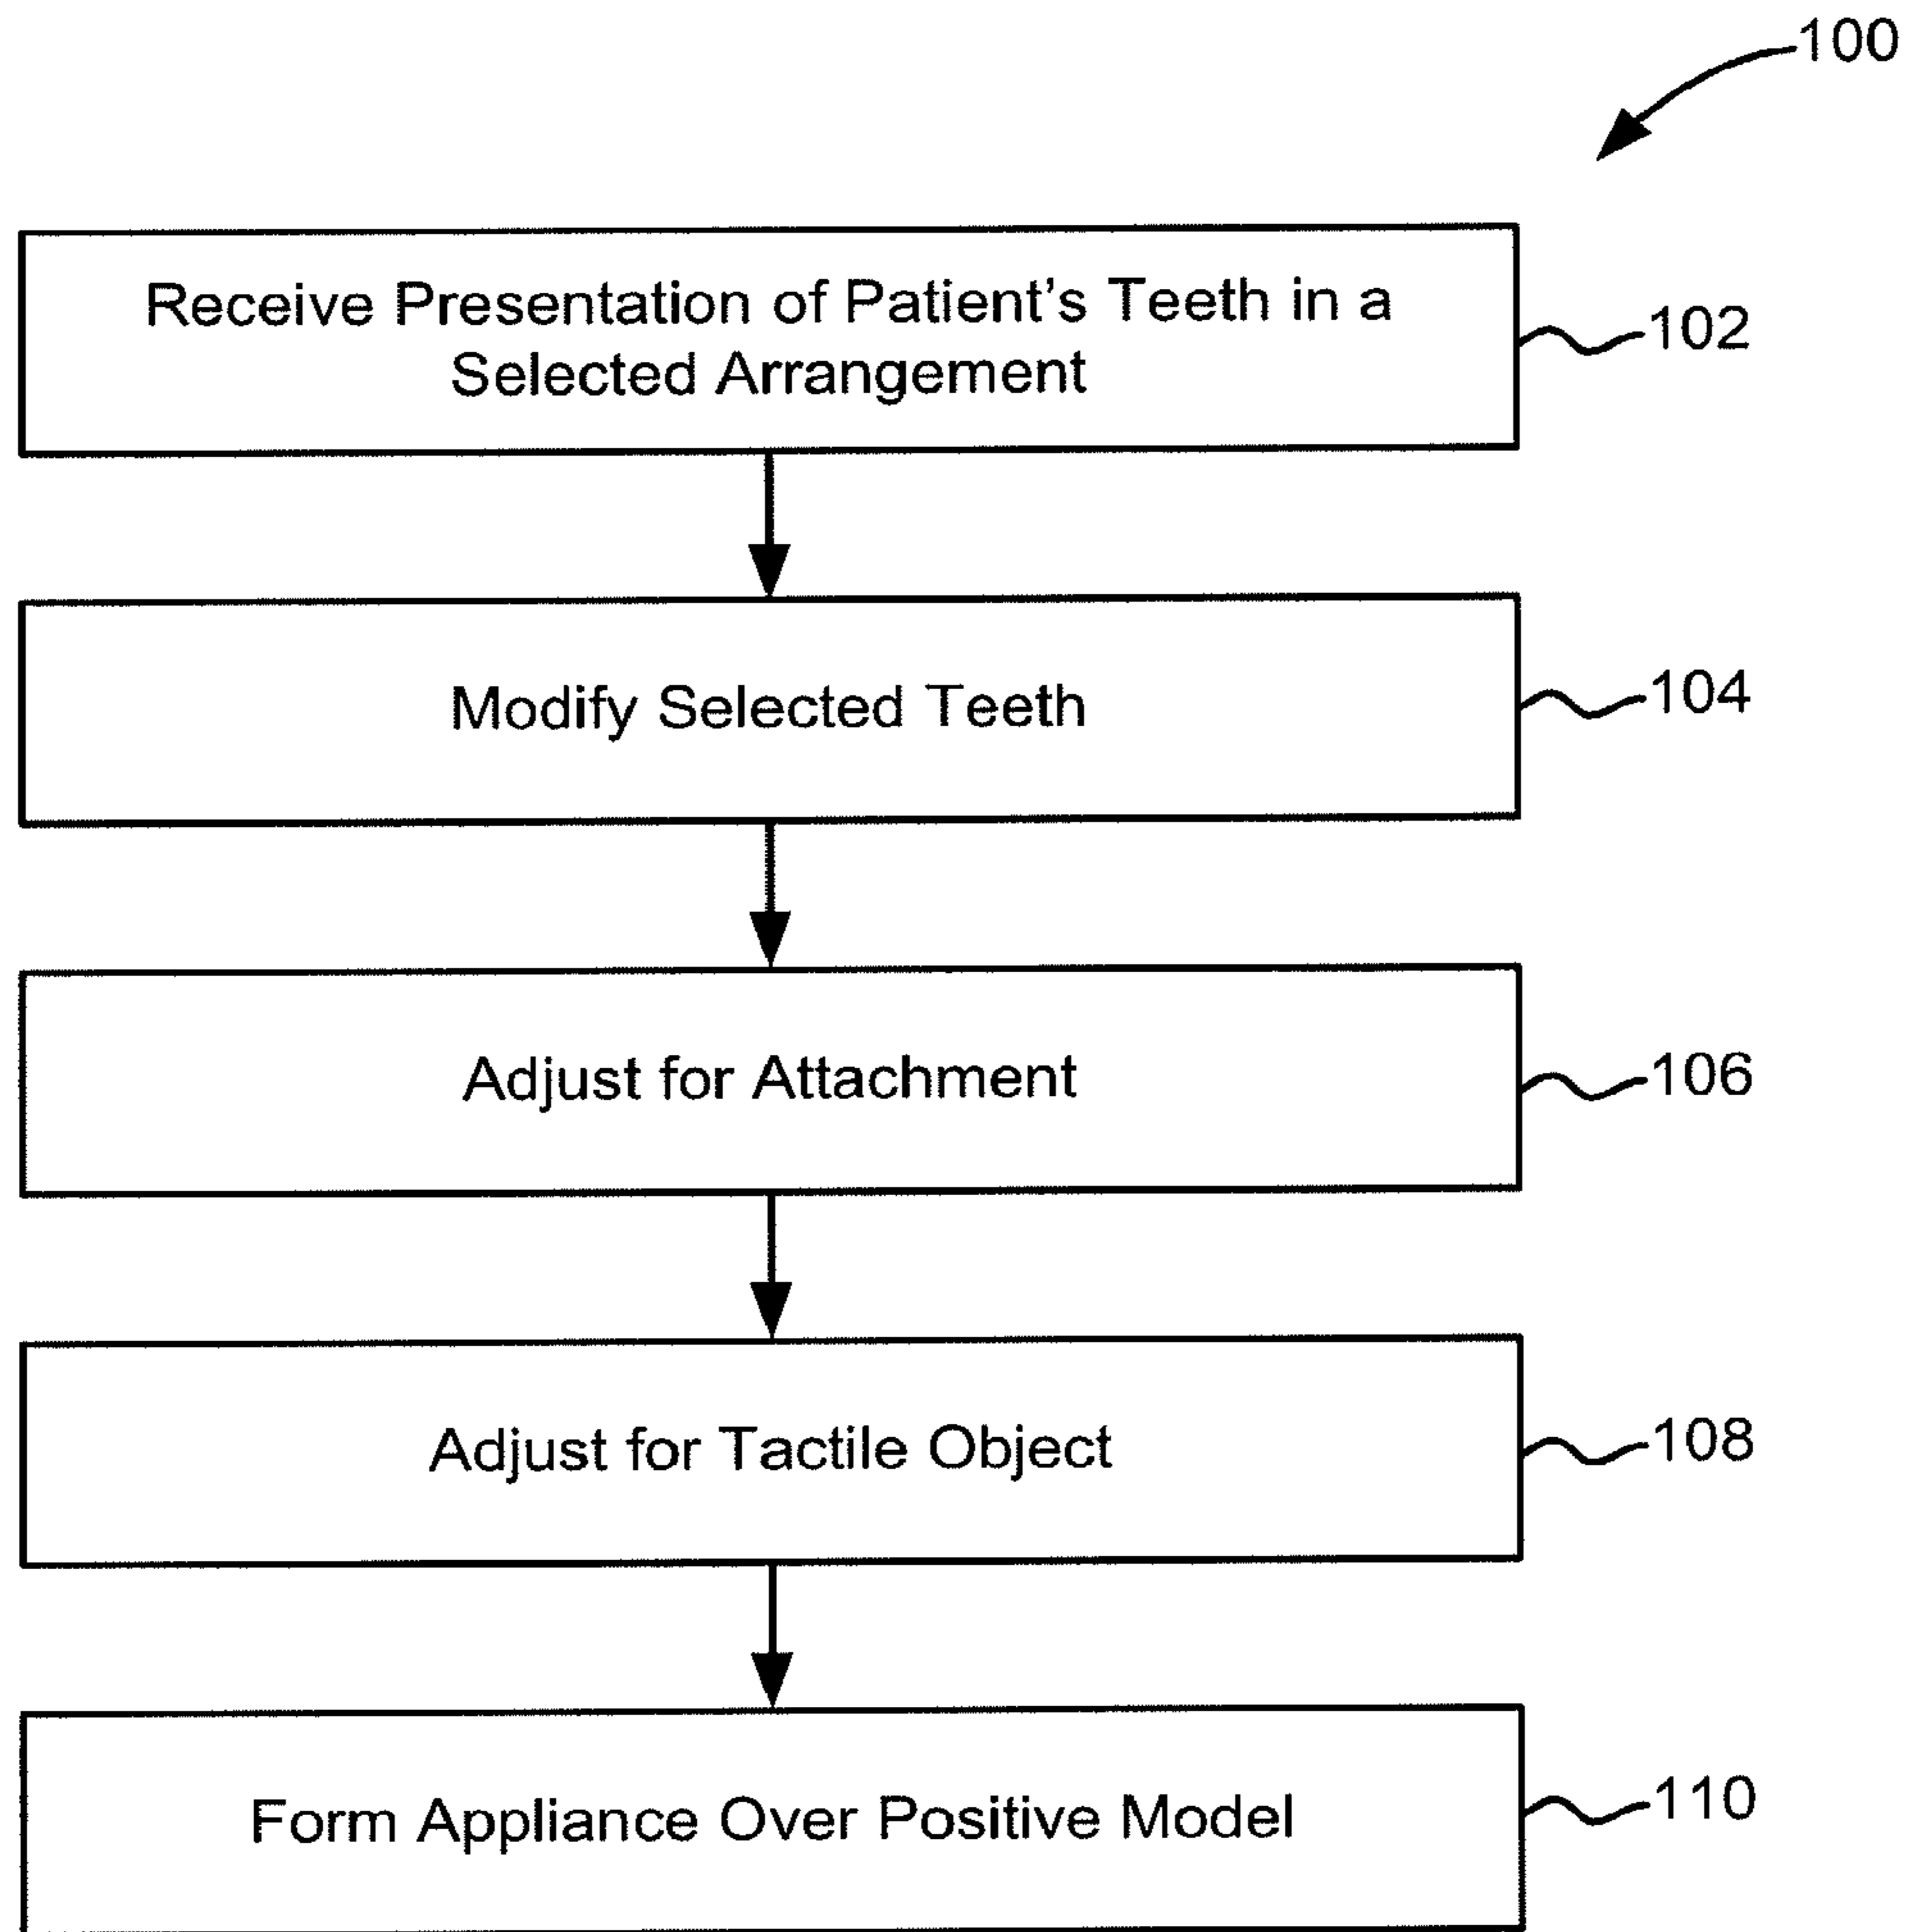 100
Receive Presentation of Patient's Teeth in a
Selected Arrangement
102
Modify Selected Teeth
104
Adjust for Attachment
106
Adjust for Tactile Object
108
Form Appliance Over Positive Model
110